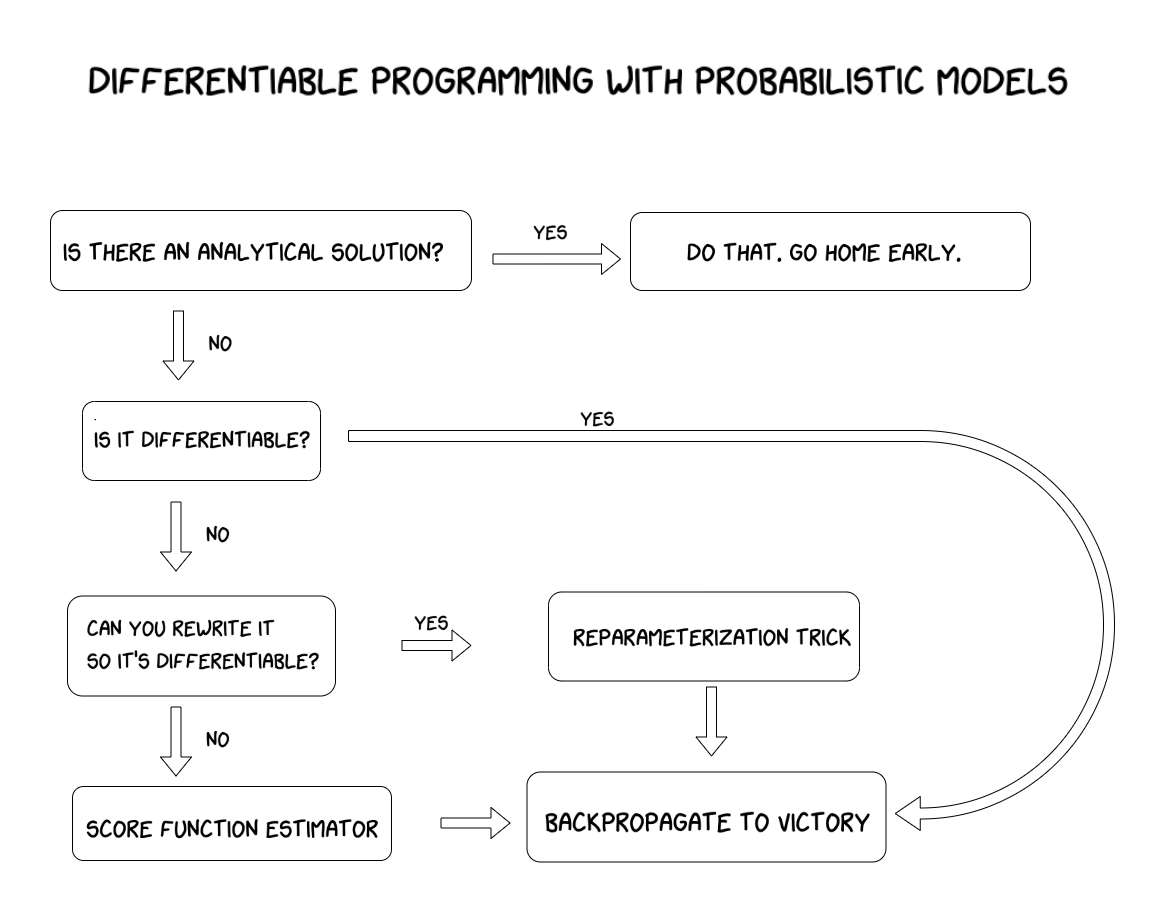 DIFFERENTIABLE PROGRAMMING WITH PROBABILISTIC MODELS
IS THERE AN ANALYTICAL SOLUTION?
YES
DO THAT. GO HOME EARLY.
NO
IS IT DIFFERENTIABLE?
YES
NO
CAN YOU REWRITE IT
SO IT'S DIFFERENTIABLE?
YES
REPARAMETERIZATION TRICK
NO
SCORE FUNCTION ESTIMATOR
BACKPROPAGATE TO VICTORY